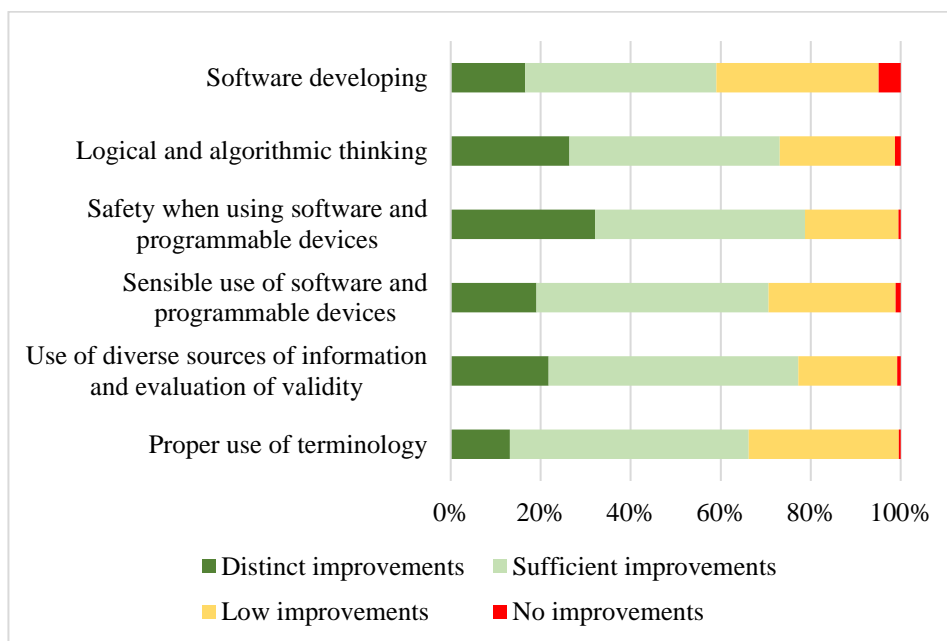 Software developing
Logical and algorithmic thinking
Safety when using software and
programmable devices
Sensible use of software and
programmable devices
Use of diverse sources of information
and evaluation of validity
Proper use of terminology
0% 20% 40% 60% 80% 100%
Distinct improvements Sufficient improvements
Low improvements No improvements